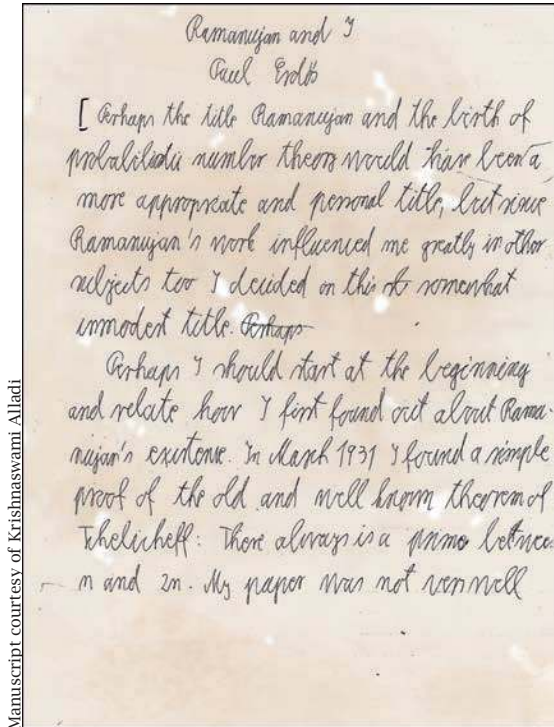 Ramanujan and I
Paul Erdős
[ Perhaps the title Ramanujan and the birth of
probabilistic number theory would have been a
more appropriate and personal title, but since
Ramanujan's work influenced me greatly in other
subjects too I decided on this somewhat
immodest title. Perhaps
Perhaps I should start at the beginning
and relate how I first found out about Rama-
nujan's existence. In March 1931 I found a simple
proof of the old and well known theorem of
Tchebicheff: There always is a prime between
n and 2n. My paper was not very well
Manuscript courtesy of Krishnaswami Alladi